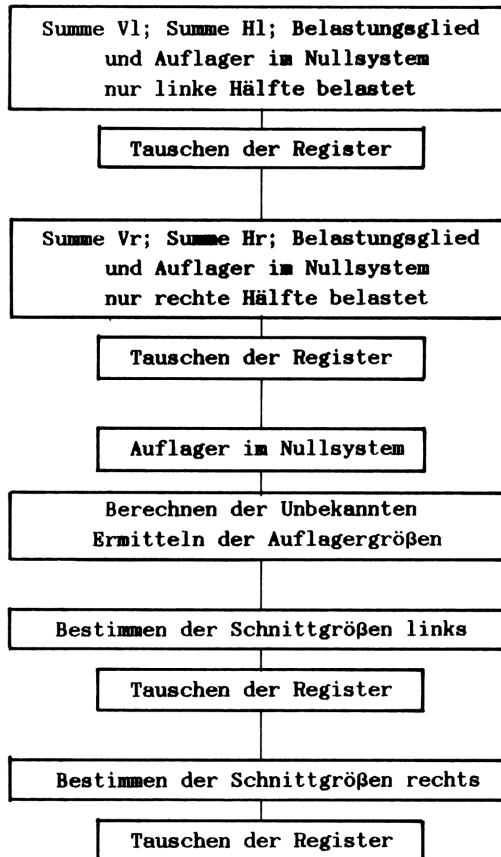 Summe Vl; Summe Hl; Belastungsglied
und Auflager im Nullsystem
nur linke Hälfte belastet
Tauschen der Register
Summe Vr; Summe Hr; Belastungsglied
und Auflager im Nullsystem
nur rechte Hälfte belastet
Tauschen der Register
Auflager im Nullsystem
Berechnen der Unbekannten
Ermitteln der Auflagergrößen
Bestimmen der Schnittgrößen links
Tauschen der Register
Bestimmen der Schnittgrößen rechts
Tauschen der Register